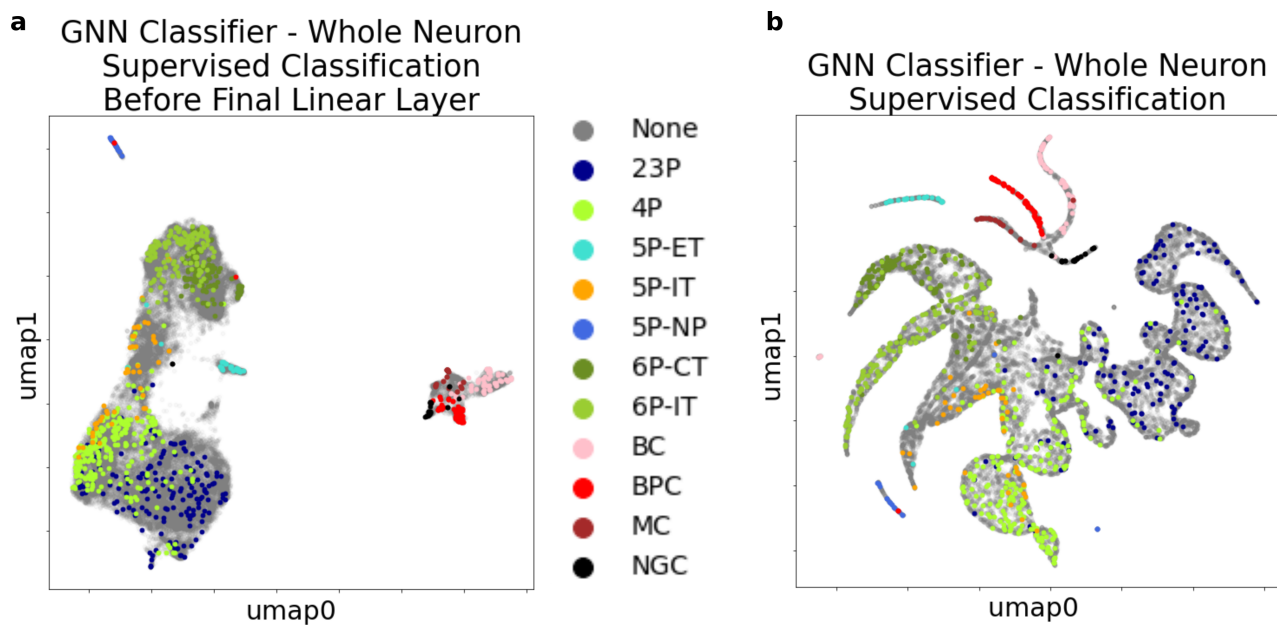 a
GNN Classifier - Whole Neuron
Supervised Classification
Before Final Linear Layer
umap1
umap0
None
23P
4P
5P-ET
5P-IT
5P-NP
6P-CT
6P-IT
BC
BPC
MC
NGC
b
GNN Classifier - Whole Neuron
Supervised Classification
umap1
umap0